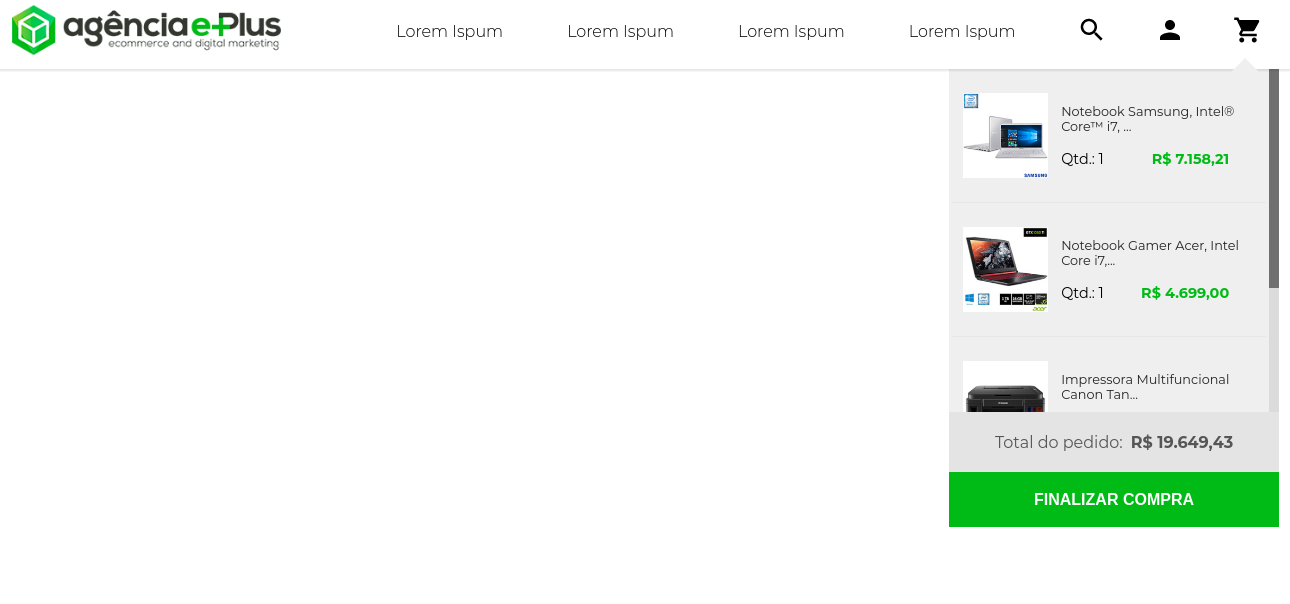 agência e+Plus
ecommerce and digital marketing
Lorem Ispum Lorem Ispum Lorem Ispum Lorem Ispum
Notebook Samsung, Intel®
Core™ i7, ...
Qtd.: 1 R$ 7.158,21
SAMSUNG
Notebook Gamer Acer, Intel
Core i7,...
Qtd.: 1 R$ 4.699,00
acer
Impressora Multifuncional
Canon Tan...
Total do pedido: R$ 19.649,43
FINALIZAR COMPRA